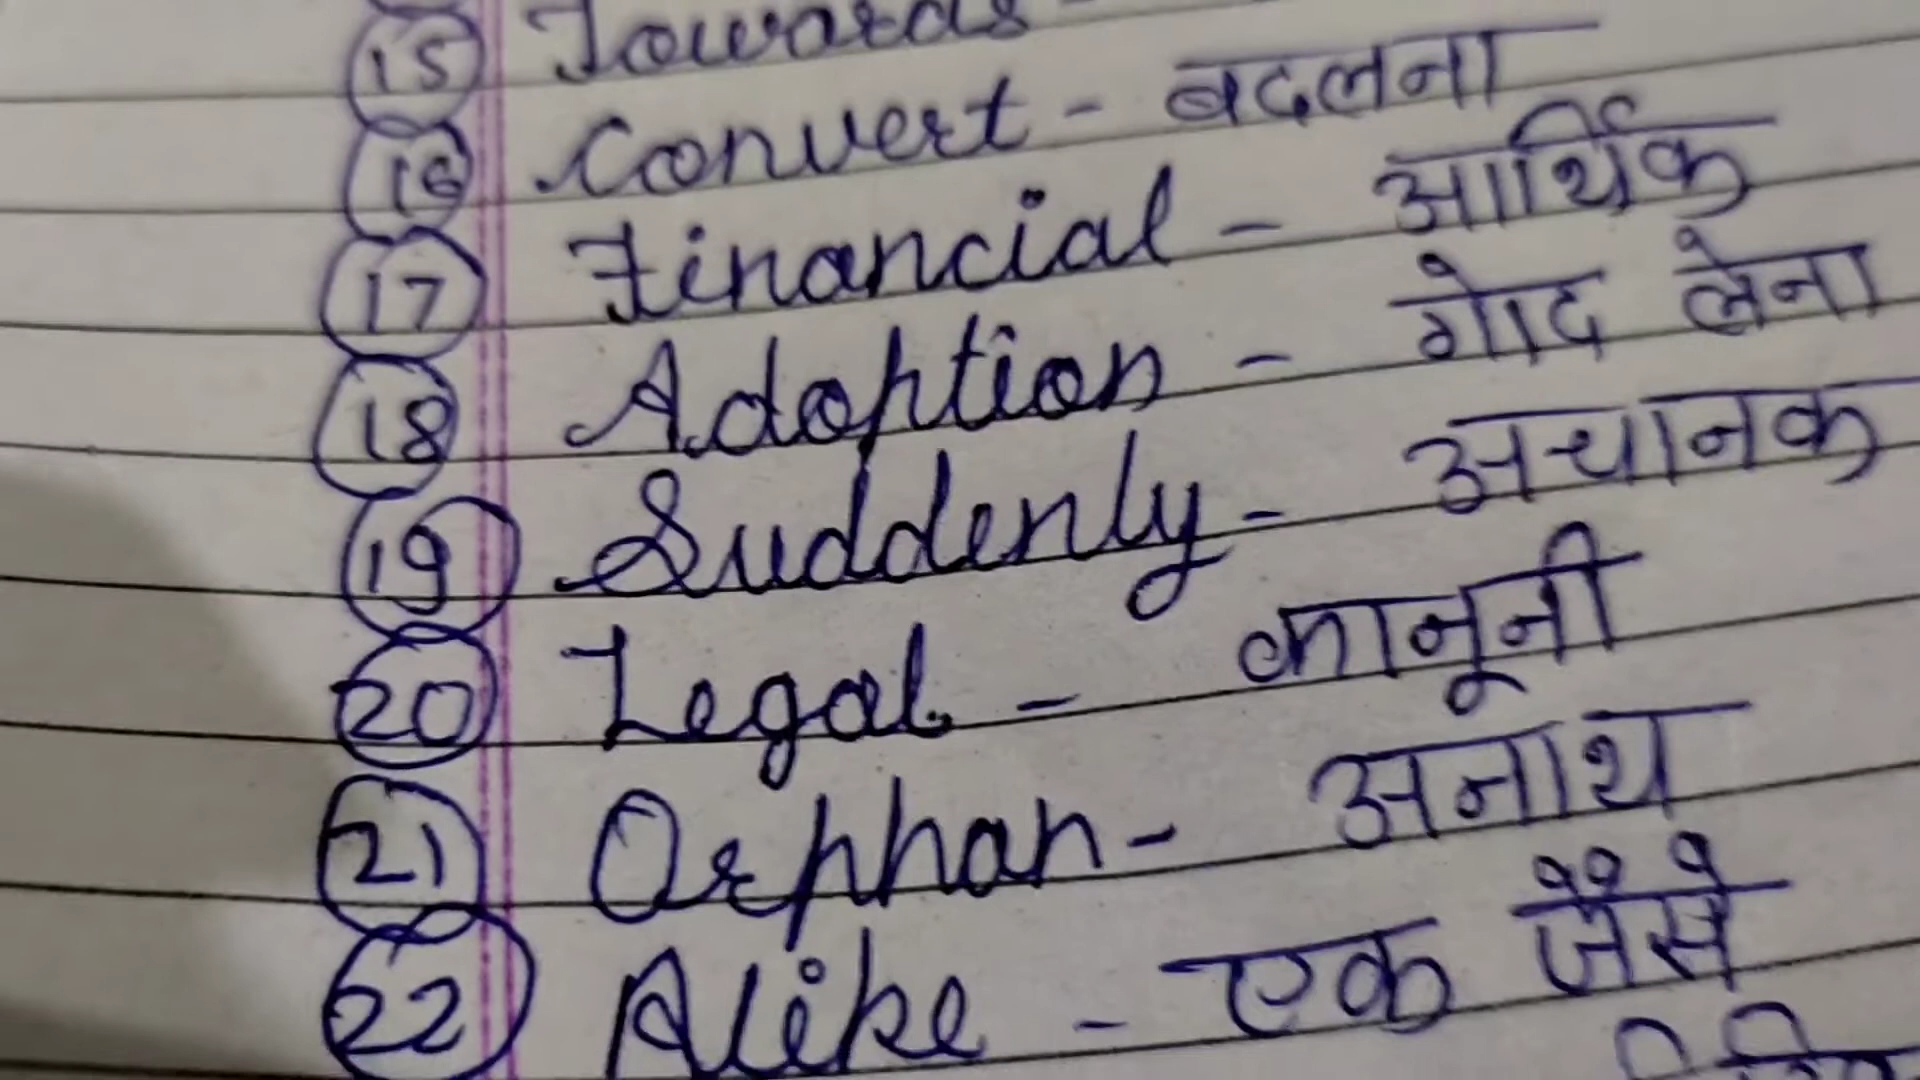 15 Towards -
16 Convert - बदलना
17 Financial - आर्थिक
18 Adoption - गोद लेना
19 Suddenly - अचानक
20 Legal - कानूनी
21 Orphan - अनाथ
22 Alike - एक जैसे